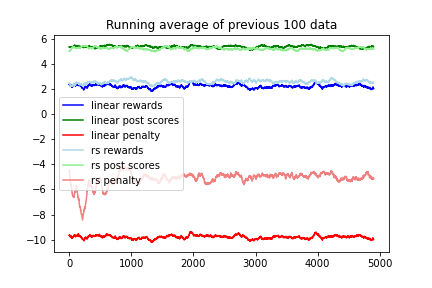 Running average of previous 100 data
6
4
2
0
−2
−4
−6
−8
−10
linear rewards
linear post scores
linear penalty
rs rewards
rs post scores
rs penalty
0
1000
2000
3000
4000
5000